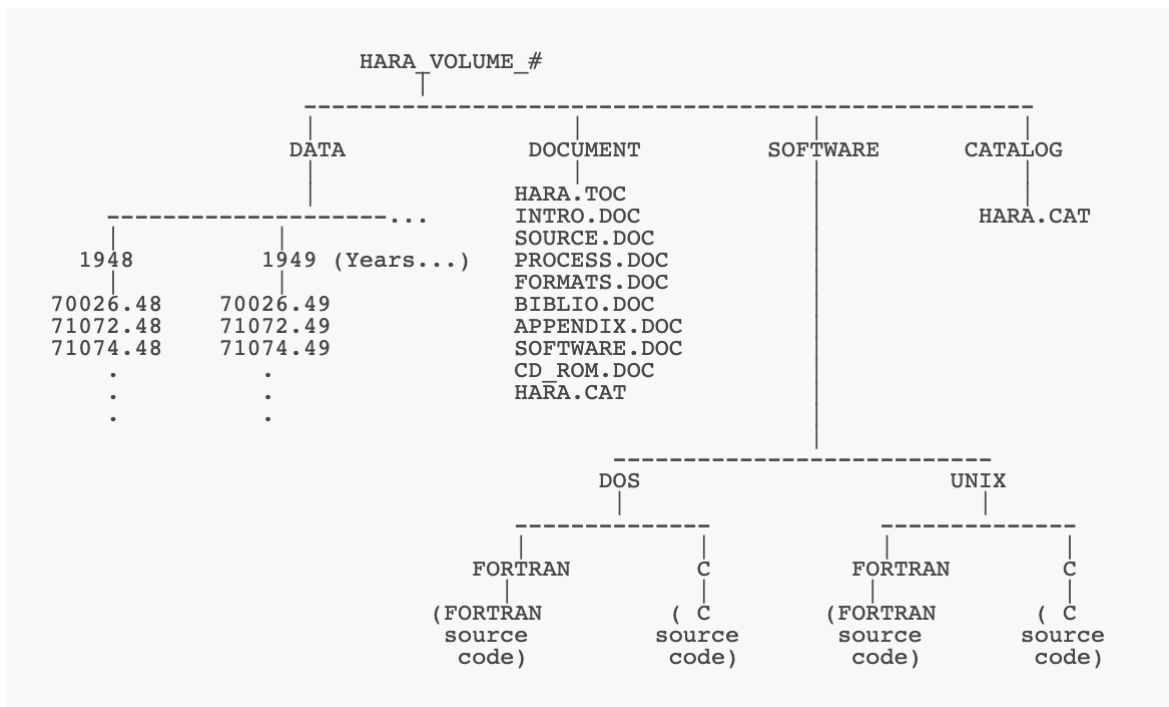 HARA_VOLUME_#
DATA DOCUMENT SOFTWARE CATALOG
HARA.TOC
... INTRO.DOC HARA.CAT
SOURCE.DOC
1948 1949 (Years...) PROCESS.DOC
FORMATS.DOC
70026.48 70026.49 BIBLIO.DOC
71072.48 71072.49 APPENDIX.DOC
71074.48 71074.49 SOFTWARE.DOC
. . CD_ROM.DOC
. . HARA.CAT
. .
DOS UNIX
FORTRAN C FORTRAN C
(FORTRAN ( C (FORTRAN ( C
source source source source
code) code) code) code)